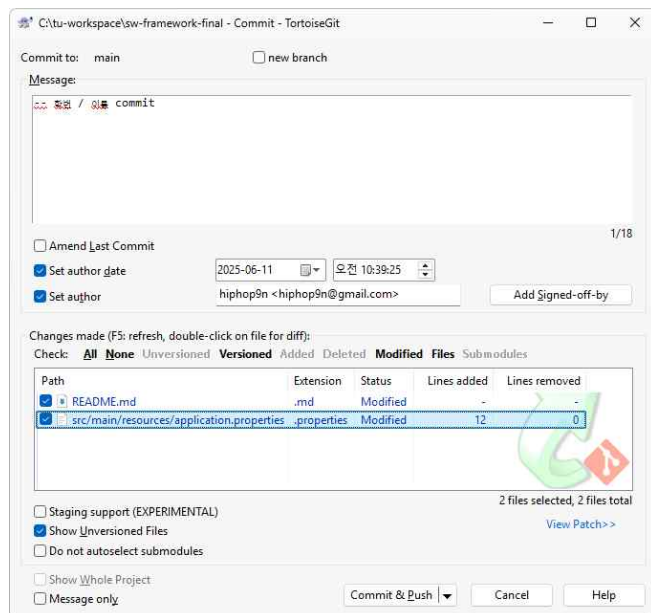 C:\tu-workspace\sw-framework-final - Commit - TortoiseGit
Commit to: main
new branch
Message:
학번 / 이름 commit
1/18
Amend Last Commit
Set author date 2025-06-11 오전 10:39:25
Set author hiphop9n <hiphop9n@gmail.com> Add Signed-off-by
Changes made (F5: refresh, double-click on file for diff):
Check: All None Unversioned Versioned Added Deleted Modified Files Submodules
Path Extension Status Lines added Lines removed
README.md .md Modified - -
src/main/resources/application.properties .properties Modified 12 0
Staging support (EXPERIMENTAL)
2 files selected, 2 files total
Show Unversioned Files
View Patch>>
Do not autoselect submodules
Show Whole Project
Message only
Commit & Push Cancel Help